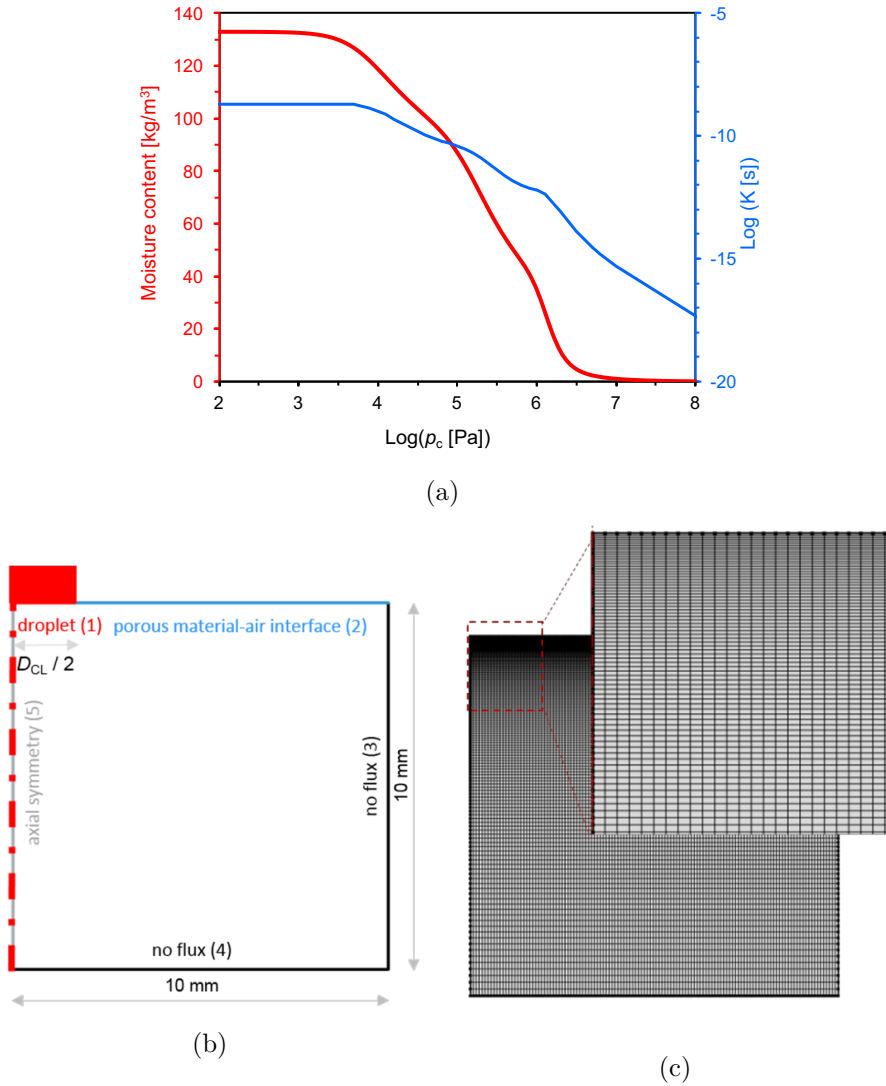 140
120
100
80
60
40
20
0
Moisture content [kg/m³]
-5
-10
-15
-20
Log (K [s])
2 3 4 5 6 7 8
Log(pc [Pa])
(a)
droplet (1) porous material-air interface (2)
DCL / 2
axial symmetry (5)
no flux (3)
10 mm
no flux (4)
10 mm
(b)
(c)